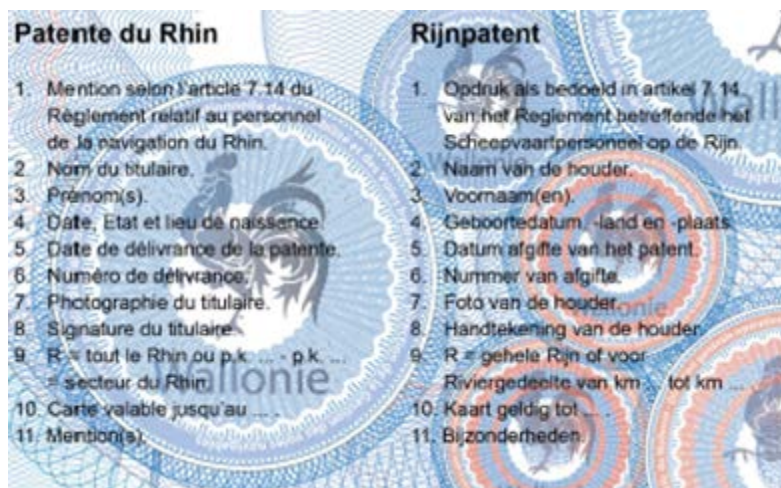 Patente du Rhin
1. Mention selon l'article 7.14 du
Règlement relatif au personnel
de la navigation du Rhin.
2. Nom du titulaire.
3. Prénom(s).
4. Date, Etat et lieu de naissance.
5. Date de délivrance de la patente.
6. Numéro de délivrance.
7. Photographie du titulaire.
8. Signature du titulaire.
9. R = tout le Rhin ou p.k. ... - p.k. ...
= secteur du Rhin.
10. Carte valable jusqu'au ... .
11. Mention(s).
Rijnpatent
1. Opdruk als bedoeld in artikel 7.14
van het Reglement betreffende het
Scheepvaartpersoneel op de Rijn.
2. Naam van de houder.
3. Voornaam(en).
4. Geboortedatum, -land en -plaats.
5. Datum afgifte van het patent.
6. Nummer van afgifte.
7. Foto van de houder.
8. Handtekening van de houder.
9. R = gehele Rijn of voor
Riviergedeelte van km ... tot km ... .
10. Kaart geldig tot ... .
11. Bijzonderheden.
Wallonie
Wallonie
Wallonie